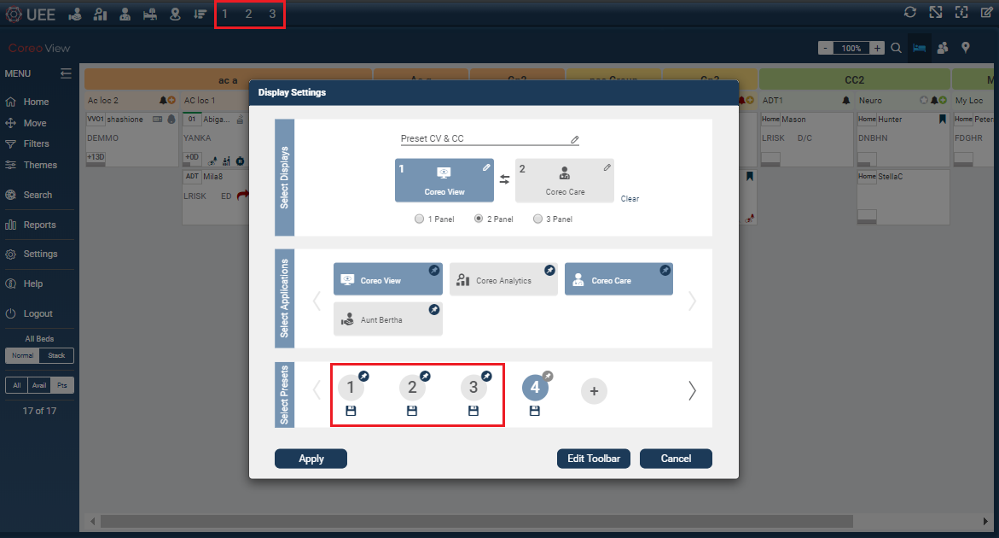 UEE 1 2 3
Coreo View - 100% +
MENU
Home
Move
Filters
Themes
Search
Reports
Settings
Help
Logout
All Beds
Normal Stack
All Avail Pts
17 of 17
ac a CC2
Ac loc 2 AC loc 1 ADT1 Neuro My Loc
VV01 shashione 01 Abiga... Home Mason Home Hunter Home Peter
DEMMO YANKA LRISK D/C DNBHN FDGHR
+13D +0D R
ADT Mila8 Home StellaC
LRISK ED
Display Settings
Select Displays
Preset CV & CC
1 Coreo View
2 Coreo Care
Clear
1 Panel 2 Panel 3 Panel
Select Applications
Coreo View Coreo Analytics Coreo Care
Aunt Bertha
Select Presets
1 2 3 4 +
Apply Edit Toolbar Cancel